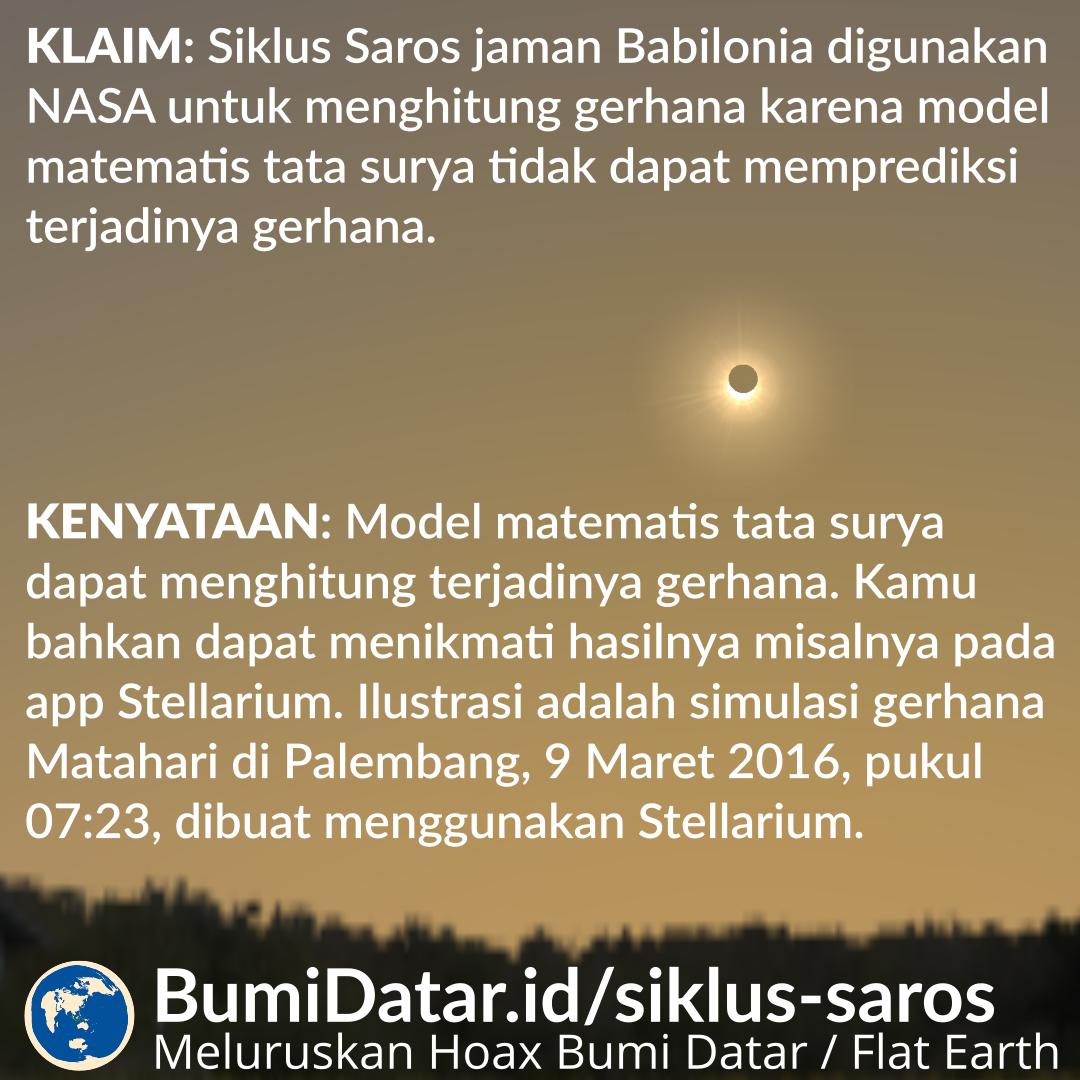 KLAIM: Siklus Saros jaman Babilonia digunakan
NASA untuk menghitung gerhana karena model
matematis tata surya tidak dapat memprediksi
terjadinya gerhana.
KENYATAAN: Model matematis tata surya
dapat menghitung terjadinya gerhana. Kamu
bahkan dapat menikmati hasilnya misalnya pada
app Stellarium. Ilustrasi adalah simulasi gerhana
Matahari di Palembang, 9 Maret 2016, pukul
07:23, dibuat menggunakan Stellarium.
BumiDatar.id/siklus-saros
Meluruskan Hoax Bumi Datar / Flat Earth